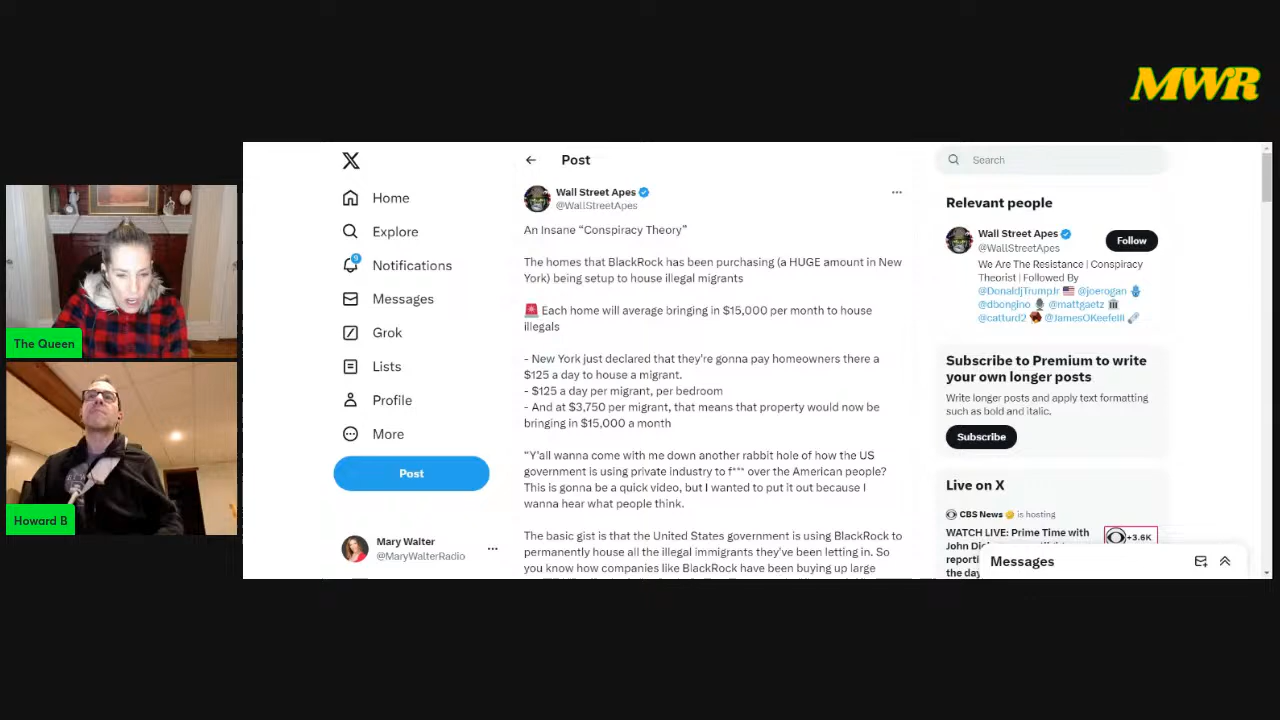 MWR
The Queen
Howard B
Home
Explore
9
Notifications
Messages
Grok
Lists
Profile
More
Post
Mary Walter
@MaryWalterRadio
Post
Wall Street Apes
@WallStreetApes
An Insane “Conspiracy Theory”
The homes that BlackRock has been purchasing (a HUGE amount in New
York) being setup to house illegal migrants
🚨 Each home will average bringing in $15,000 per month to house
illegals
- New York just declared that they're gonna pay homeowners there a
$125 a day to house a migrant.
- $125 a day per migrant, per bedroom
- And at $3,750 per migrant, that means that property would now be
bringing in $15,000 a month
“Y'all wanna come with me down another rabbit hole of how the US
government is using private industry to f*** over the American people?
This is gonna be a quick video, but I wanted to put it out because I
wanna hear what people think.
The basic gist is that the United States government is using BlackRock to
permanently house all the illegal immigrants they've been letting in. So
you know how companies like BlackRock have been buying up large
Search
Relevant people
Wall Street Apes
@WallStreetApes
Follow
We Are The Resistance | Conspiracy
Theorist | Followed By
@DonaldjTrumpJr 🇺🇸 @joerogan
@dbongino @mattgaetz
@catturd2 @JamesOKeefeIII
Subscribe to Premium to write
your own longer posts
Write longer posts and apply text formatting
such as bold and italic.
Subscribe
Live on X
CBS News is hosting
WATCH LIVE: Prime Time with
John
reporti
the day
+3.6K
Messages